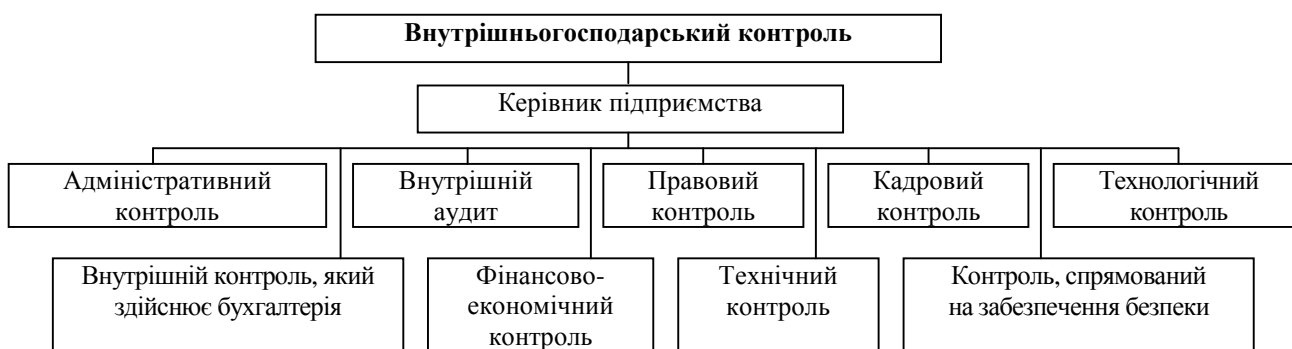 Внутрішньогосподарський контроль
Керівник підприємства
Адміністративний
контроль
Внутрішній
аудит
Правовий
контроль
Кадровий
контроль
Технологічний
контроль
Внутрішній контроль, який
здійснює бухгалтерія
Фінансово-
економічний
контроль
Технічний
контроль
Контроль, спрямований
на забезпечення безпеки